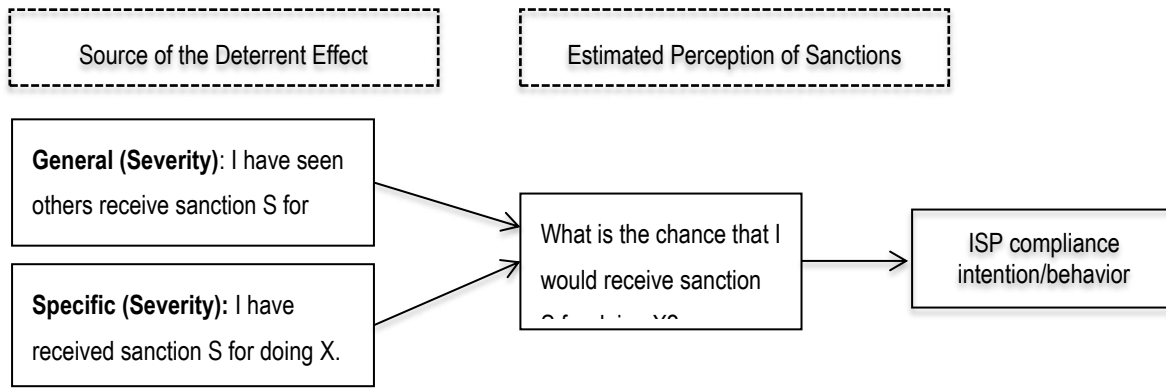 Source of the Deterrent Effect
Estimated Perception of Sanctions
General (Severity): I have seen
others receive sanction S for
Specific (Severity): I have
received sanction S for doing X.
What is the chance that I
would receive sanction
ISP compliance
intention/behavior